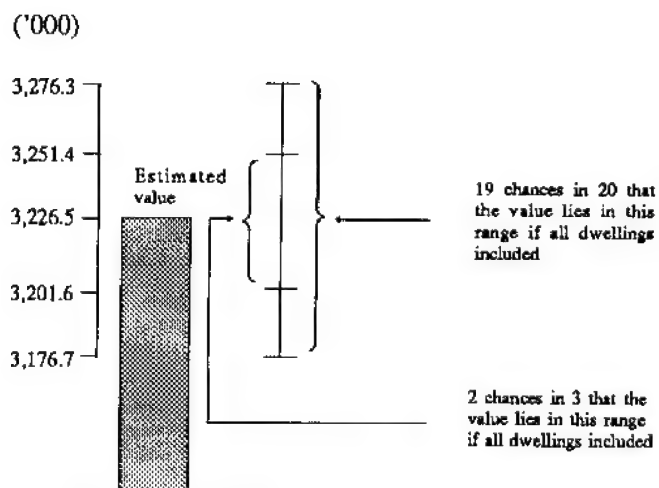 ('000)
3,276.3
3,251.4
Estimated
value
3,226.5
3,201.6
3,176.7
19 chances in 20 that
the value lies in this
range if all dwellings
included
2 chances in 3 that the
value lies in this range
if all dwellings included